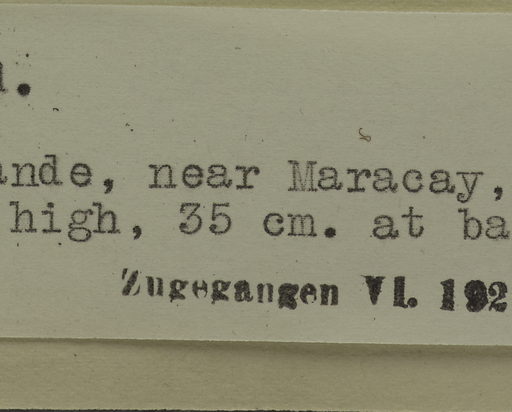 ande, near Maracay,
high, 35 cm. at ba
Zugegangen VI. 192